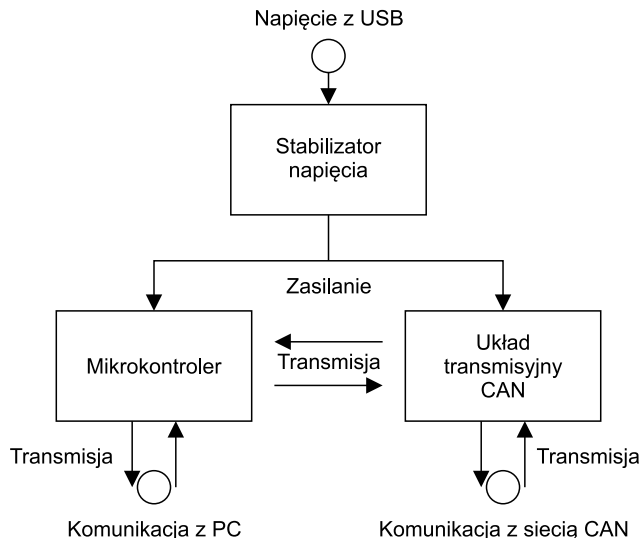 Napięcie z USB
Stabilizator
napięcia
Zasilanie
Mikrokontroler
Transmisja
Układ
transmisyjny
CAN
Transmisja
Transmisja
Komunikacja z PC
Komunikacja z siecią CAN